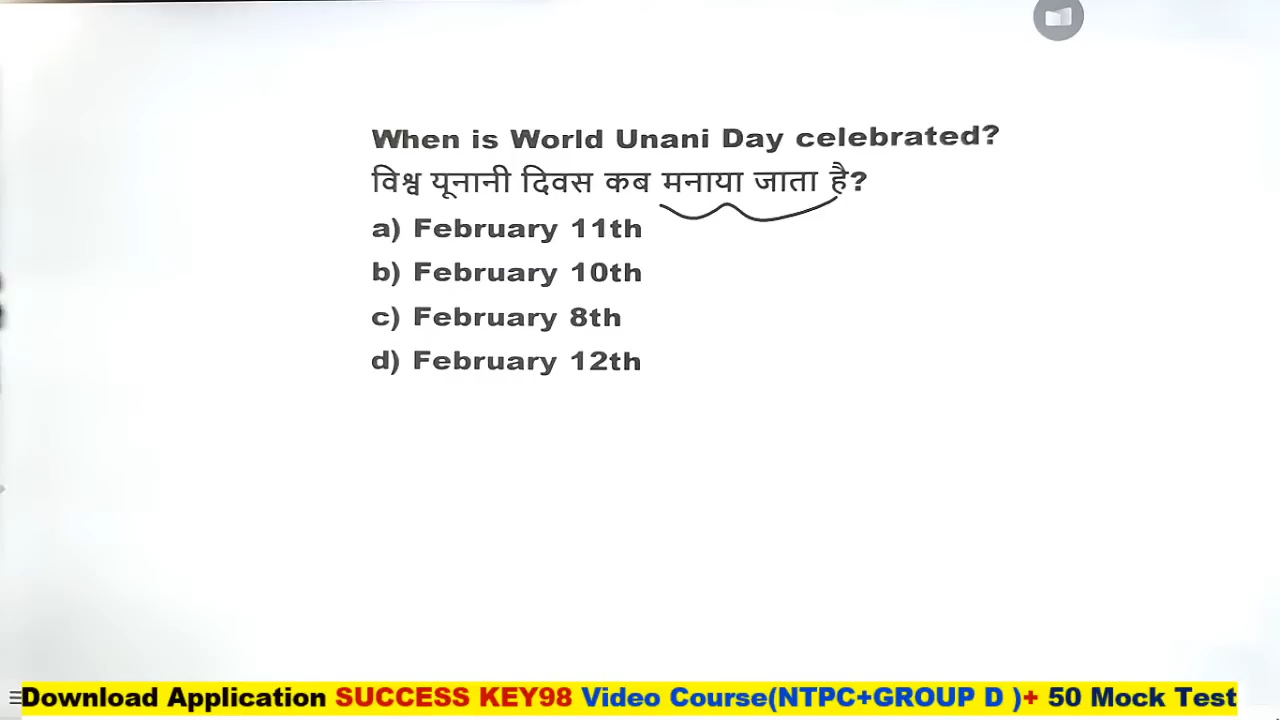 When is World Unani Day celebrated?
विश्व यूनानी दिवस कब मनाया जाता है?
a) February 11th
b) February 10th
c) February 8th
d) February 12th
Download Application SUCCESS KEY98 Video Course(NTPC+GROUP D )+ 50 Mock Test